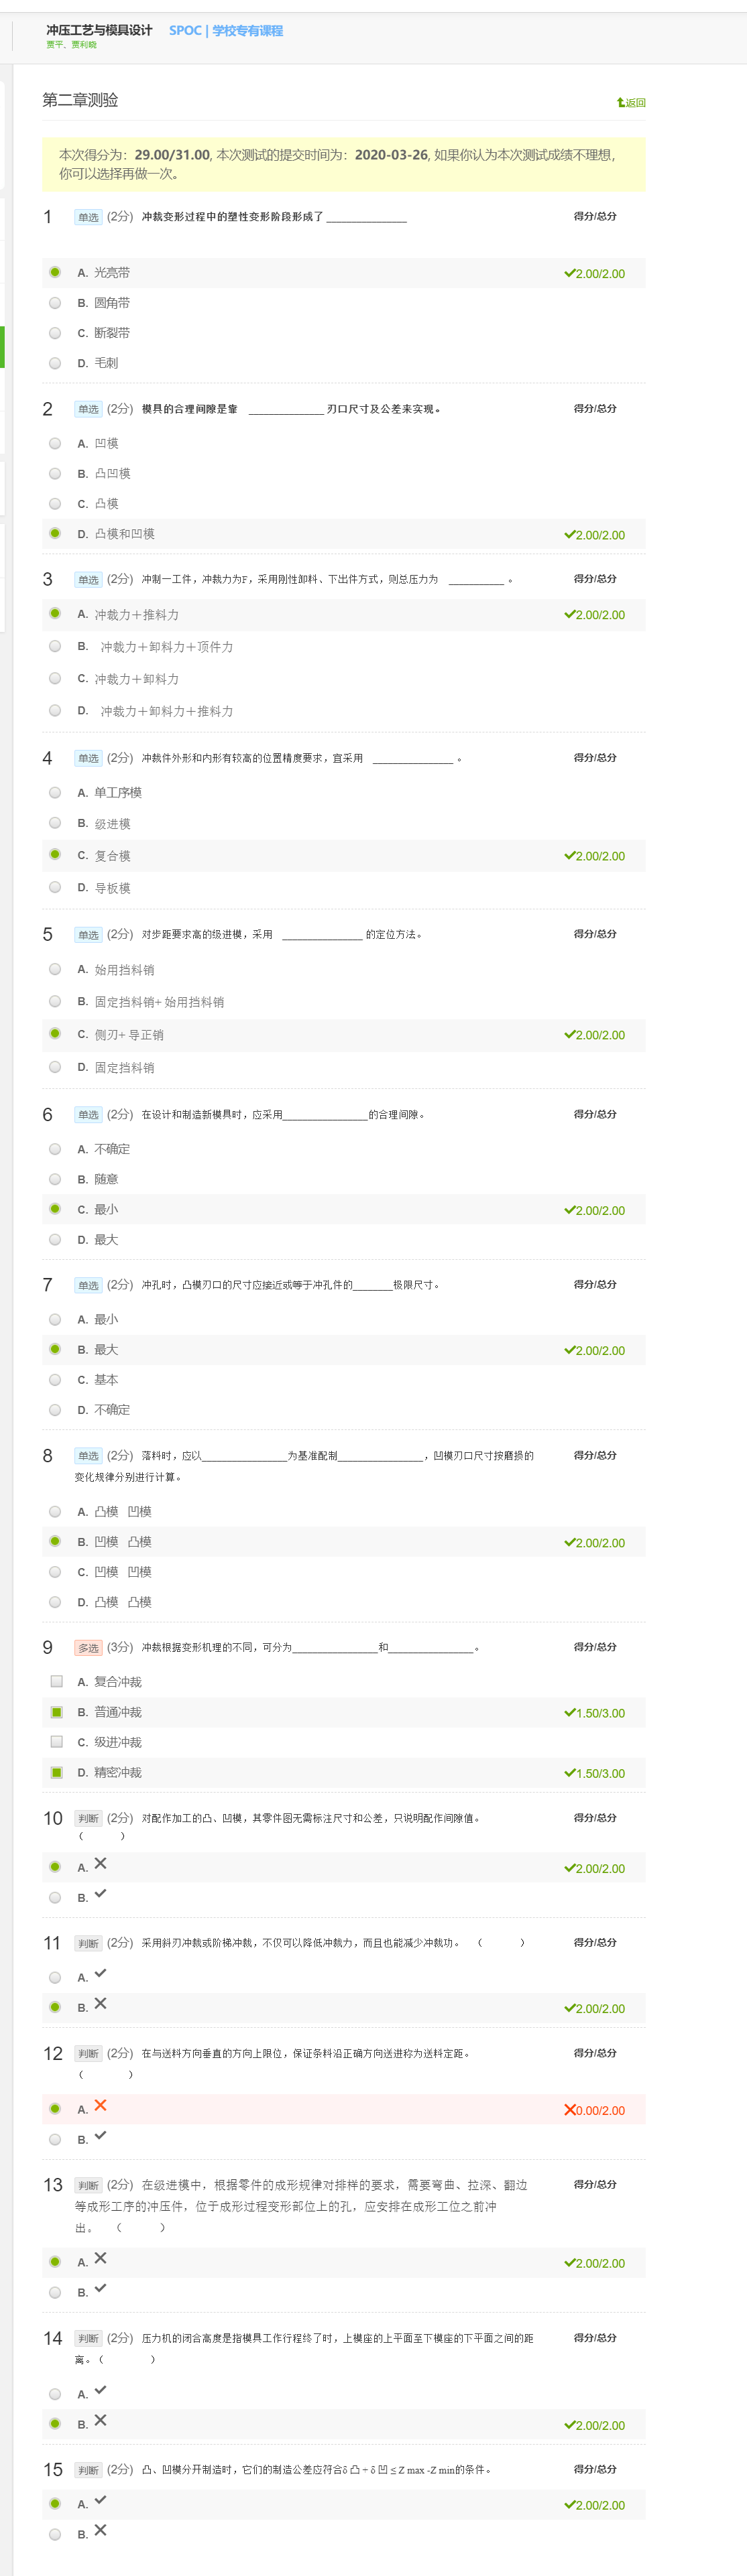 冲压工艺与模具设计 SPOC | 学校专有课程
贾平、贾利晓
第二章测验 返回
本次得分为：29.00/31.00, 本次测试的提交时间为：2020-03-26, 如果你认为本次测试成绩不理想，
你可以选择再做一次。
1 单选 (2分) 冲裁变形过程中的塑性变形阶段形成了 ________________ 得分/总分
A. 光亮带 2.00/2.00
B. 圆角带
C. 断裂带
D. 毛刺
2 单选 (2分) 模具的合理间隙是靠 _______________ 刃口尺寸及公差来实现。 得分/总分
A. 凹模
B. 凸凹模
C. 凸模
D. 凸模和凹模 2.00/2.00
3 单选 (2分) 冲制一工件，冲裁力为F，采用刚性卸料、下出件方式，则总压力为 ___________ 。 得分/总分
A. 冲裁力＋推料力 2.00/2.00
B. 冲裁力＋卸料力＋顶件力
C. 冲裁力＋卸料力
D. 冲裁力＋卸料力＋推料力
4 单选 (2分) 冲裁件外形和内形有较高的位置精度要求，宜采用 ________________ 。 得分/总分
A. 单工序模
B. 级进模
C. 复合模 2.00/2.00
D. 导板模
5 单选 (2分) 对步距要求高的级进模，采用 ________________ 的定位方法。 得分/总分
A. 始用挡料销
B. 固定挡料销+ 始用挡料销
C. 侧刃+ 导正销 2.00/2.00
D. 固定挡料销
6 单选 (2分) 在设计和制造新模具时，应采用_________________的合理间隙。 得分/总分
A. 不确定
B. 随意
C. 最小 2.00/2.00
D. 最大
7 单选 (2分) 冲孔时，凸模刃口的尺寸应接近或等于冲孔件的________极限尺寸。 得分/总分
A. 最小
B. 最大 2.00/2.00
C. 基本
D. 不确定
8 单选 (2分) 落料时，应以_________________为基准配制_________________，凹模刃口尺寸按磨损的 得分/总分
变化规律分别进行计算。
A. 凸模 凹模
B. 凹模 凸模 2.00/2.00
C. 凹模 凹模
D. 凸模 凸模
9 多选 (3分) 冲裁根据变形机理的不同，可分为_________________和_________________。 得分/总分
A. 复合冲裁
B. 普通冲裁 1.50/3.00
C. 级进冲裁
D. 精密冲裁 1.50/3.00
10 判断 (2分) 对配作加工的凸、凹模，其零件图无需标注尺寸和公差，只说明配作间隙值。 得分/总分
（ ）
A. 2.00/2.00
B.
11 判断 (2分) 采用斜刃冲裁或阶梯冲裁，不仅可以降低冲裁力，而且也能减少冲裁功。 （ ） 得分/总分
A.
B. 2.00/2.00
12 判断 (2分) 在与送料方向垂直的方向上限位，保证条料沿正确方向送进称为送料定距。 得分/总分
（ ）
A. 0.00/2.00
B.
13 判断 (2分) 在级进模中，根据零件的成形规律对排样的要求，需要弯曲、拉深、翻边 得分/总分
等成形工序的冲压件，位于成形过程变形部位上的孔，应安排在成形工位之前冲
出。 （ ）
A. 2.00/2.00
B.
14 判断 (2分) 压力机的闭合高度是指模具工作行程终了时，上模座的上平面至下模座的下平面之间的距 得分/总分
离。（ ）
A.
B. 2.00/2.00
15 判断 (2分) 凸、凹模分开制造时，它们的制造公差应符合δ 凸 + δ 凹 ≤ Z max -Z min的条件。 得分/总分
A. 2.00/2.00
B.